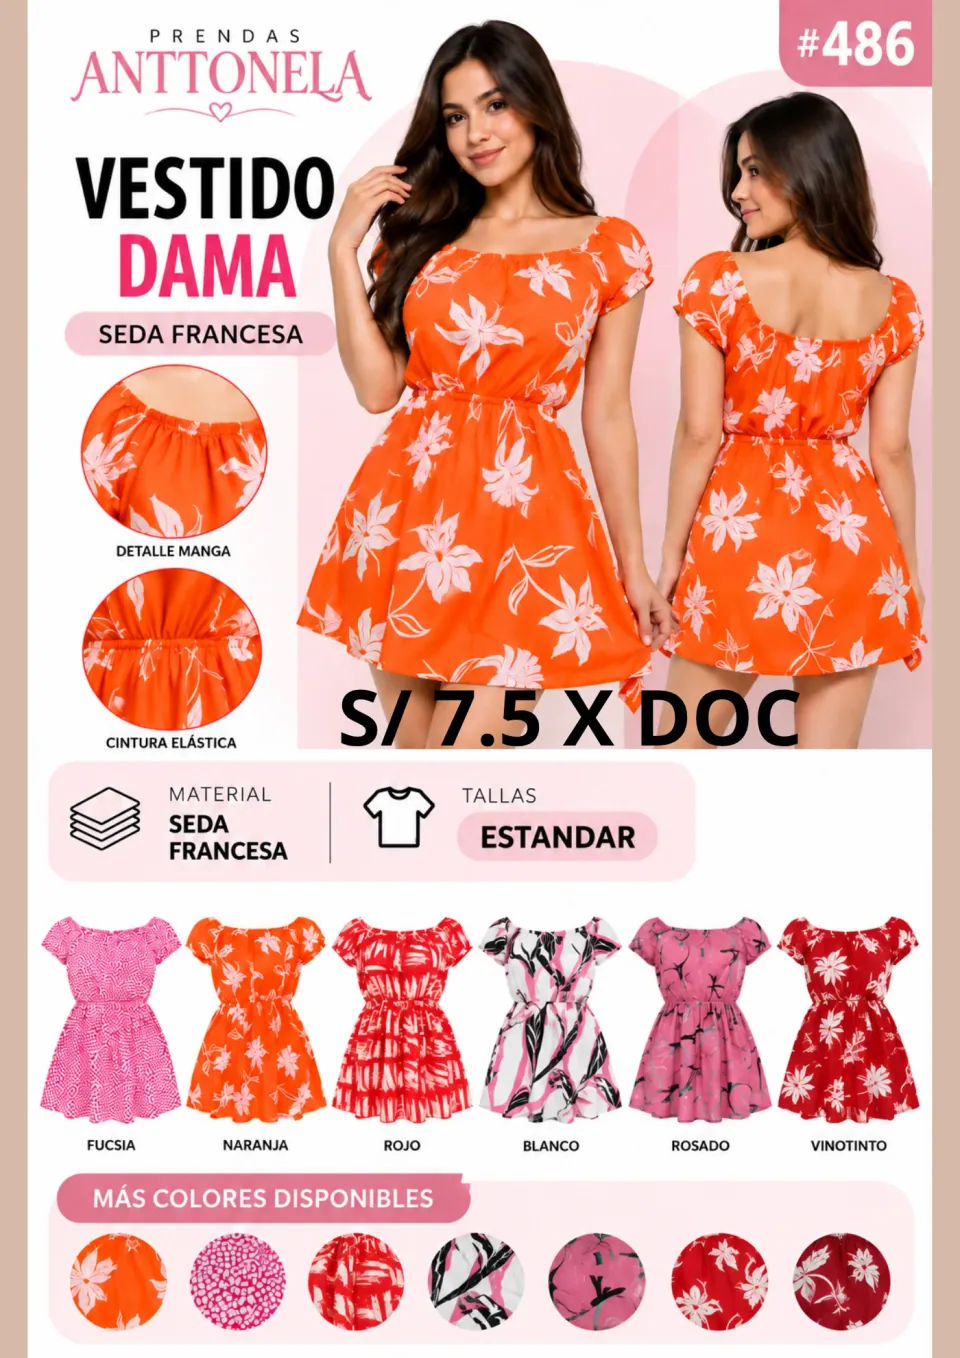 PRENDAS
ANTTONELA
#486
VESTIDO
DAMA
SEDA FRANCESA
DETALLE MANGA
CINTURA ELÁSTICA
S/ 7.5 X DOC
MATERIAL
SEDA
FRANCESA
TALLAS
ESTANDAR
FUCSIA
NARANJA
ROJO
BLANCO
ROSADO
VINOTINTO
MÁS COLORES DISPONIBLES